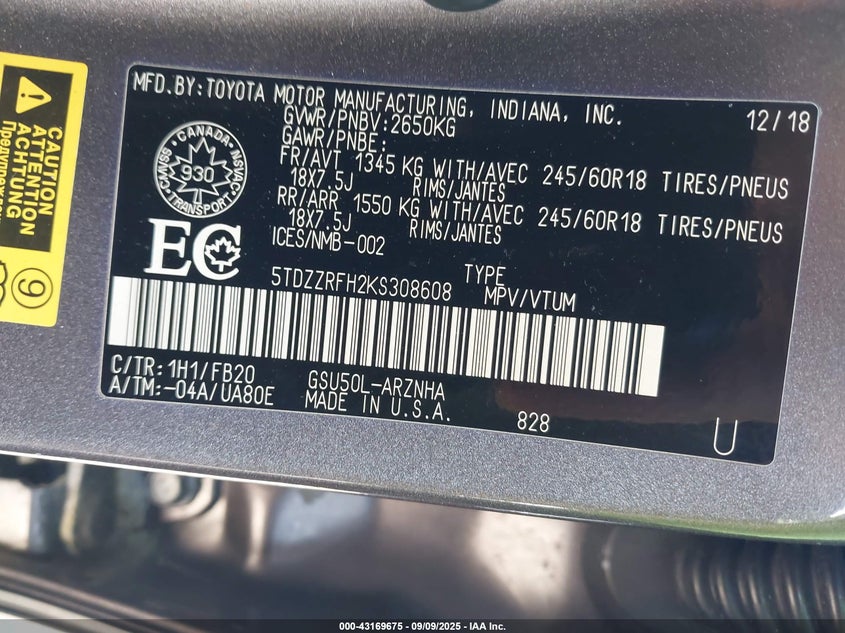 MFD.BY:TOYOTA MOTOR MANUFACTURING, INDIANA, INC. 12/18
GVWR/PNBV:2650KG
GAWR/PNBE:
FR/AVT 1345 KG WITH/AVEC 245/60R18 TIRES/PNEUS
18X7.5J RIMS/JANTES
RR/ARR 1550 KG WITH/AVEC 245/60R18 TIRES/PNEUS
18X7.5J RIMS/JANTES
ICES/NMB-002
CANADA
CMVSS
NSVAC
930
TRANSPORT
EC
5TDZZRFH2KS308608
TYPE
MPV/VTUM
C/TR:1H1/FB20
A/TM:-04A/UA80E
GSU50L-ARZNHA
MADE IN U.S.A.
828
U
CAUTION
ATTENTION
ACHTUNG
9
000-43169675 - 09/09/2025 - IAA Inc.